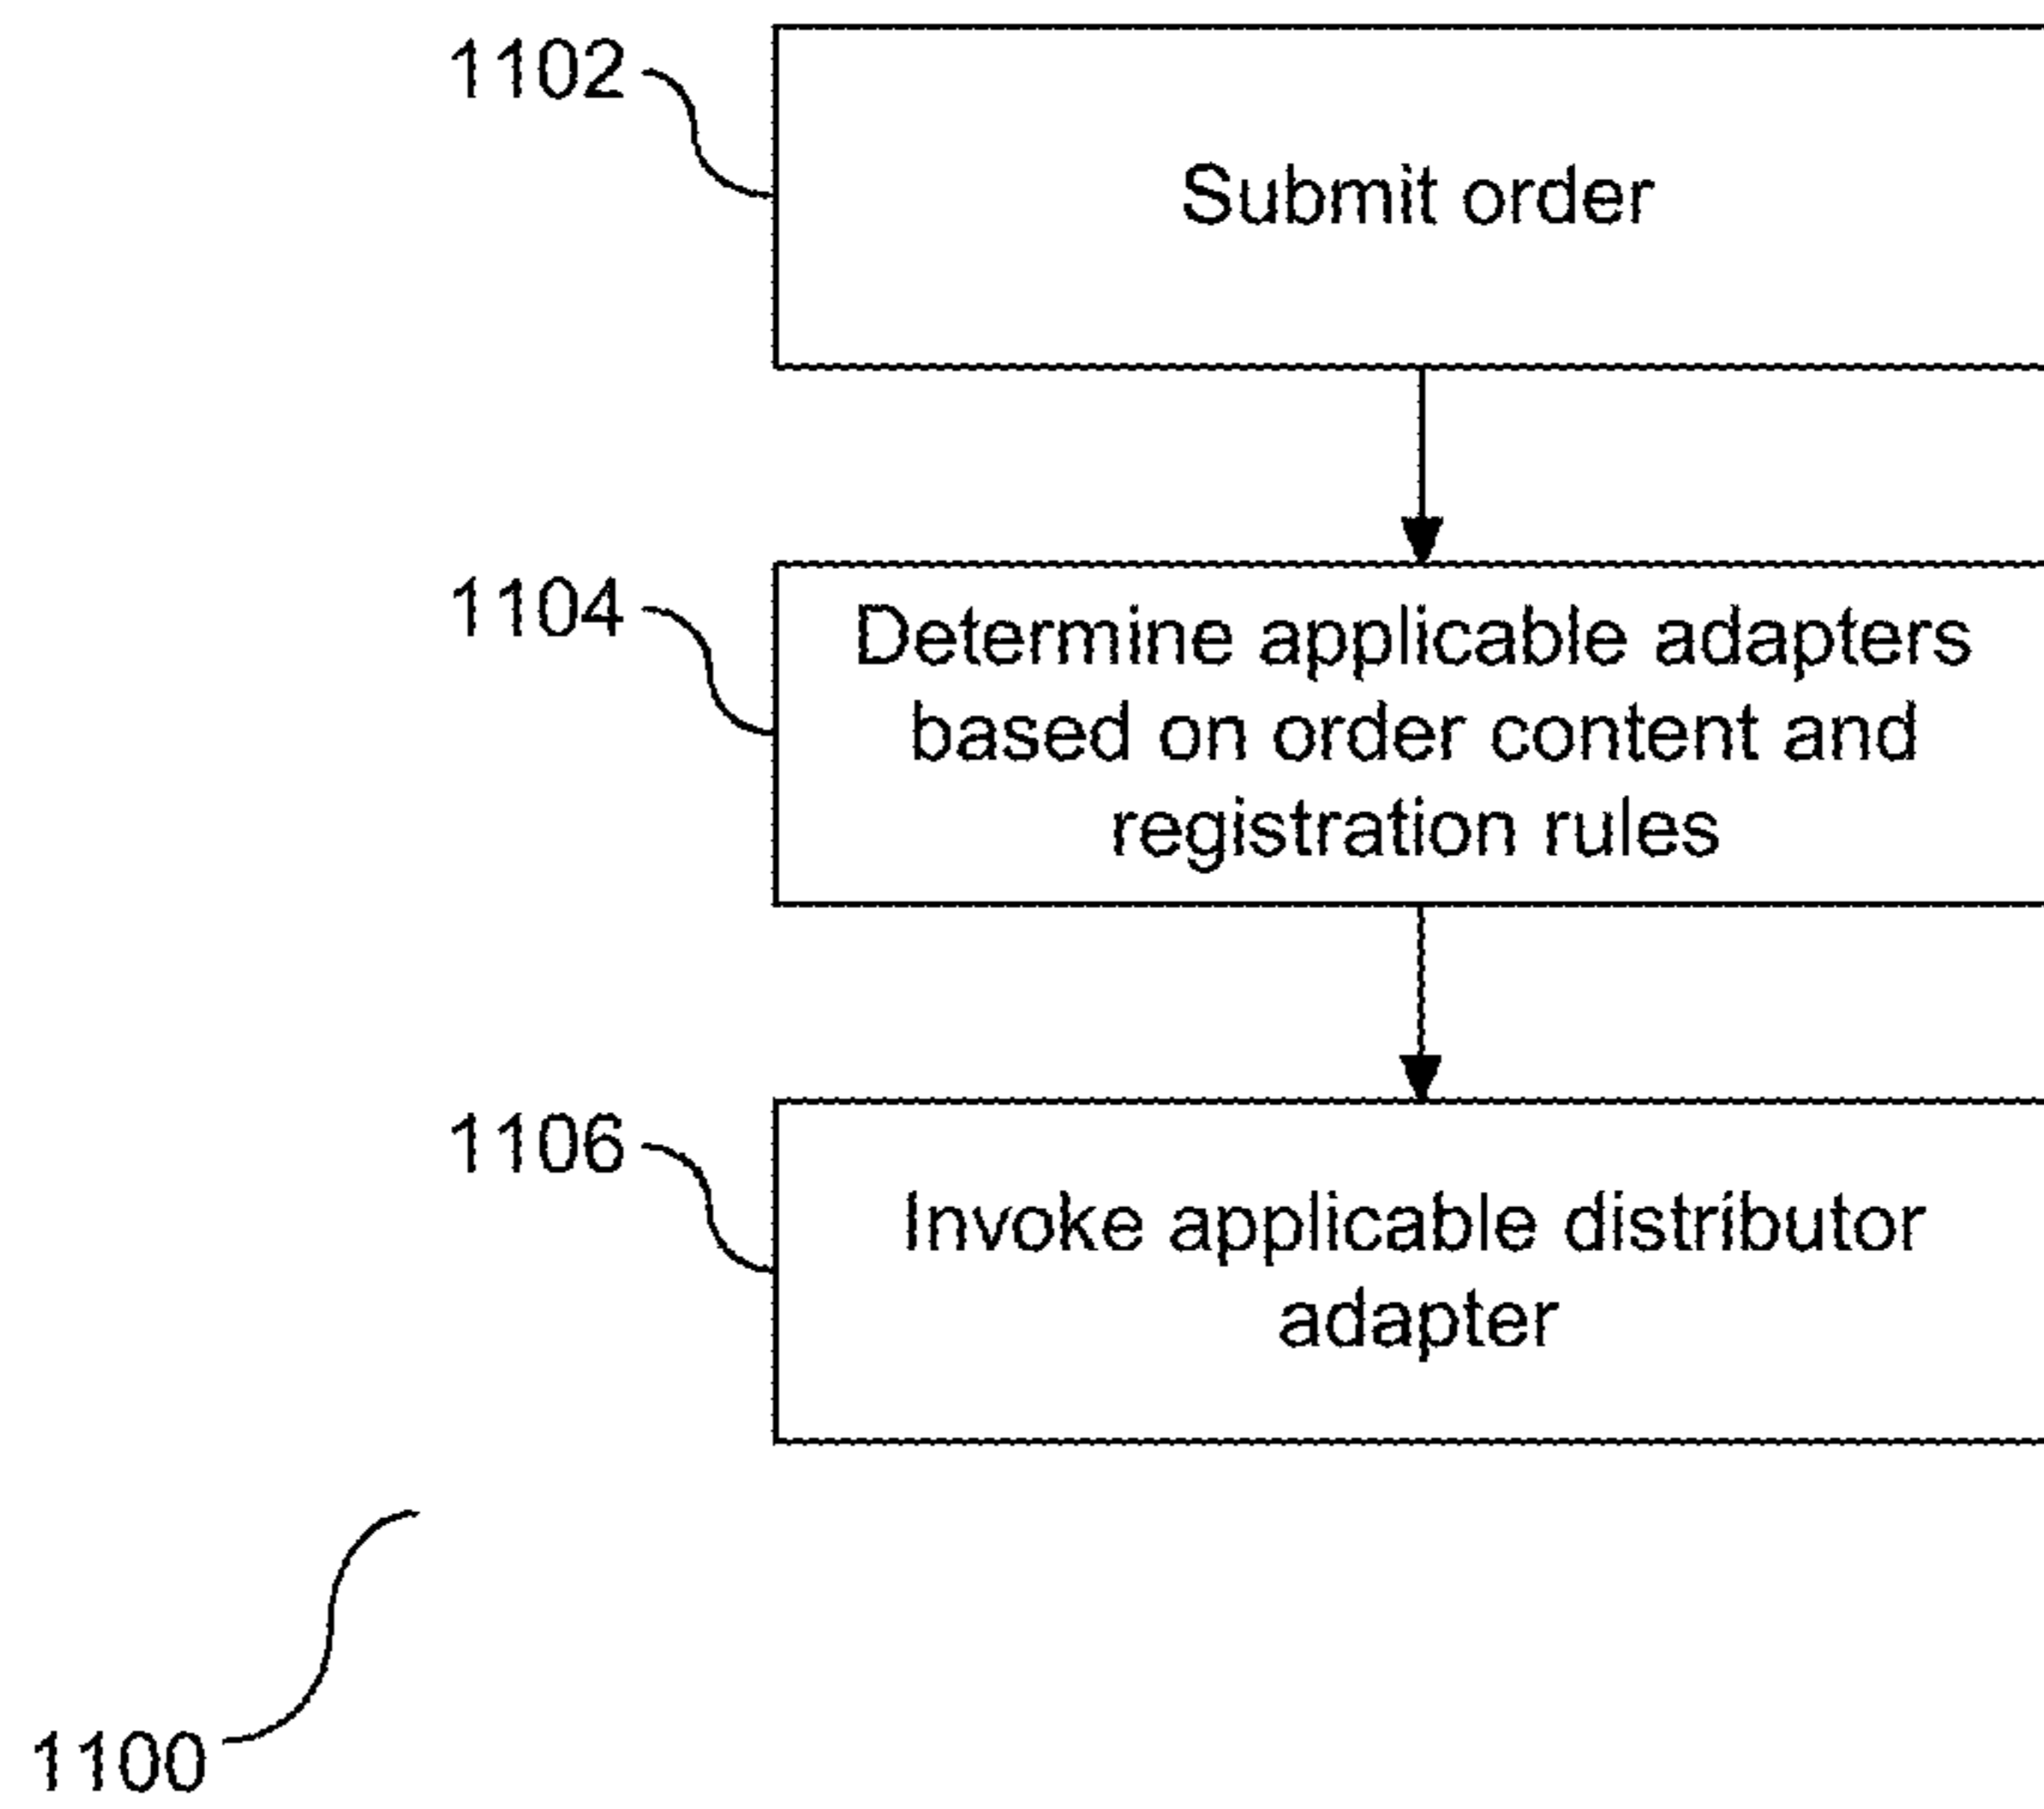 1102
Submit order
1104
Determine applicable adapters
based on order content and
registration rules
1106
Invoke applicable distributor
adapter
1100